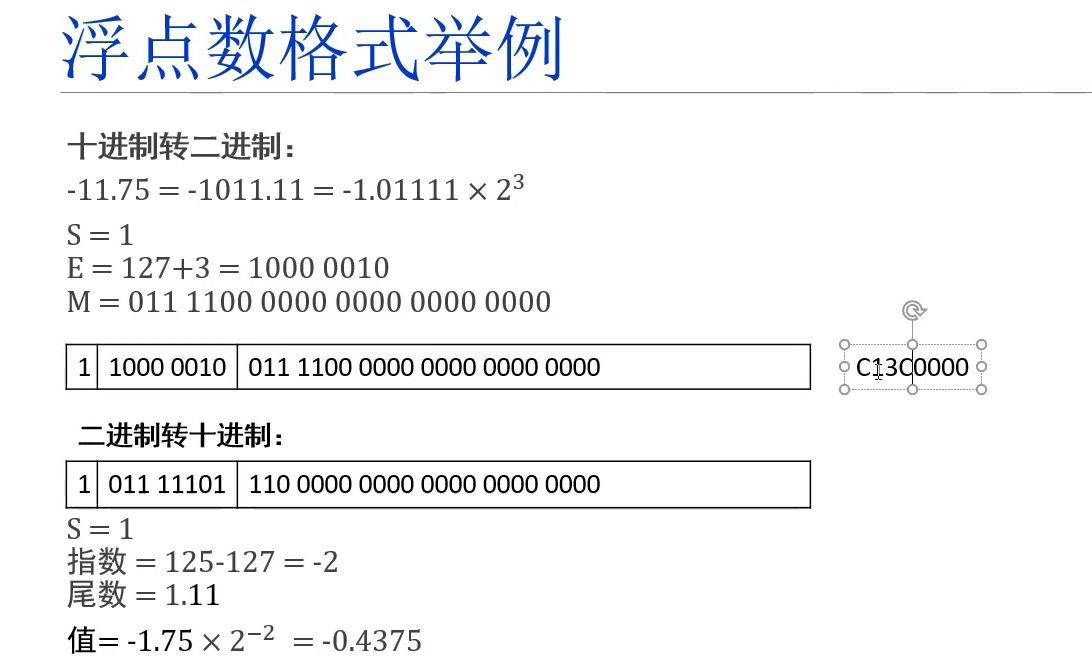 浮点数格式举例
十进制转二进制：
-11.75 = -1011.11 = -1.01111 × 2³
S = 1
E = 127+3 = 1000 0010
M = 011 1100 0000 0000 0000 0000
1 1000 0010 011 1100 0000 0000 0000 0000 C13C0000
二进制转十进制：
1 011 11101 110 0000 0000 0000 0000 0000
S = 1
指数 = 125-127 = -2
尾数 = 1.11
值= -1.75 × 2⁻² = -0.4375